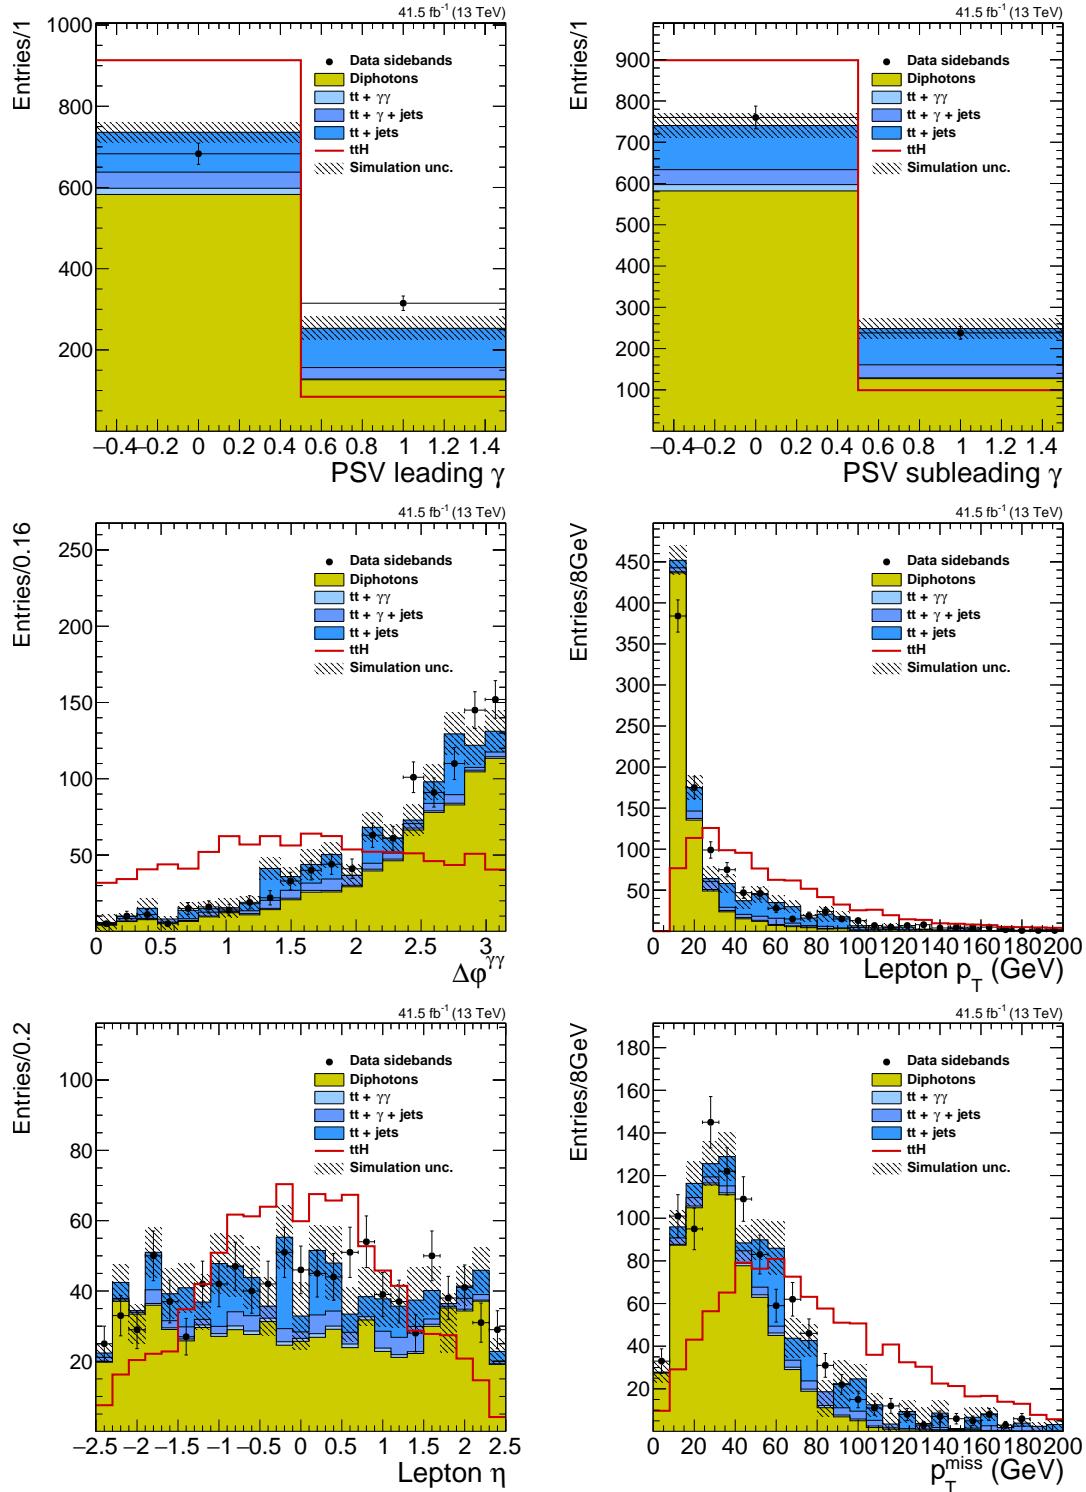 41.5 fb⁻¹ (13 TeV)
Entries/1
1000
800
600
400
200
Data sidebands
Diphotons
tt + γγ
tt + γ + jets
tt + jets
ttH
Simulation unc.
−0.4−0.2 0 0.2 0.4 0.6 0.8 1 1.2 1.4
PSV leading γ
41.5 fb⁻¹ (13 TeV)
Entries/1
900
800
700
600
500
400
300
200
100
Data sidebands
Diphotons
tt + γγ
tt + γ + jets
tt + jets
ttH
Simulation unc.
−0.4−0.2 0 0.2 0.4 0.6 0.8 1 1.2 1.4
PSV subleading γ
41.5 fb⁻¹ (13 TeV)
Entries/0.16
250
200
150
100
50
Data sidebands
Diphotons
tt + γγ
tt + γ + jets
tt + jets
ttH
Simulation unc.
0 0.5 1 1.5 2 2.5 3
Δφ^γγ
41.5 fb⁻¹ (13 TeV)
Entries/8GeV
450
400
350
300
250
200
150
100
50
Data sidebands
Diphotons
tt + γγ
tt + γ + jets
tt + jets
ttH
Simulation unc.
0 20 40 60 80 100 120 140 160 180 200
Lepton p_T (GeV)
41.5 fb⁻¹ (13 TeV)
Entries/0.2
100
80
60
40
20
Data sidebands
Diphotons
tt + γγ
tt + γ + jets
tt + jets
ttH
Simulation unc.
−2.5 −2 −1.5 −1 −0.5 0 0.5 1 1.5 2 2.5
Lepton η
41.5 fb⁻¹ (13 TeV)
Entries/8GeV
180
160
140
120
100
80
60
40
20
Data sidebands
Diphotons
tt + γγ
tt + γ + jets
tt + jets
ttH
Simulation unc.
0 20 40 60 80 100 120 140 160 180 200
p_T^miss (GeV)